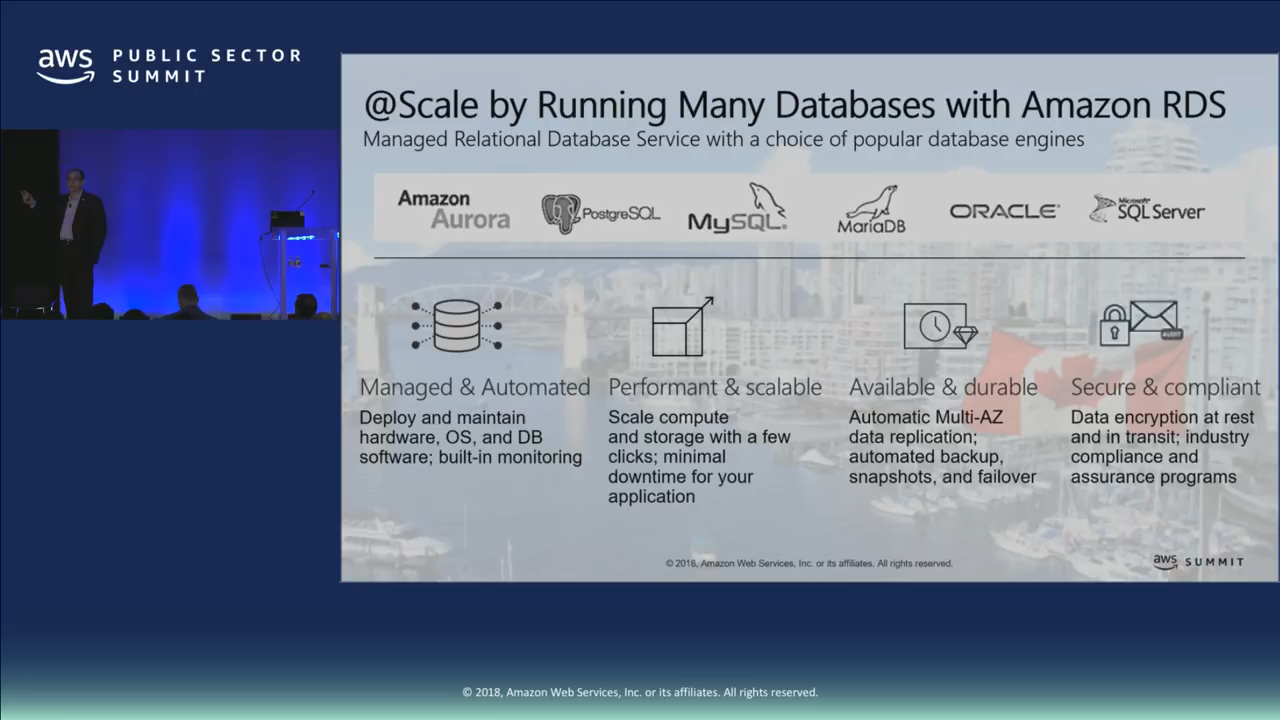 aws PUBLIC SECTOR
SUMMIT
@Scale by Running Many Databases with Amazon RDS
Managed Relational Database Service with a choice of popular database engines
Amazon
Aurora
PostgreSQL
MySQL®
MariaDB
ORACLE®
Microsoft®
SQL Server
Managed & Automated
Deploy and maintain
hardware, OS, and DB
software; built-in monitoring
Performant & scalable
Scale compute
and storage with a few
clicks; minimal
downtime for your
application
Available & durable
Automatic Multi-AZ
data replication;
automated backup,
snapshots, and failover
AUDIT
Secure & compliant
Data encryption at rest
and in transit; industry
compliance and
assurance programs
© 2018, Amazon Web Services, Inc. or its affiliates. All rights reserved.
aws SUMMIT
© 2018, Amazon Web Services, Inc. or its affiliates. All rights reserved.